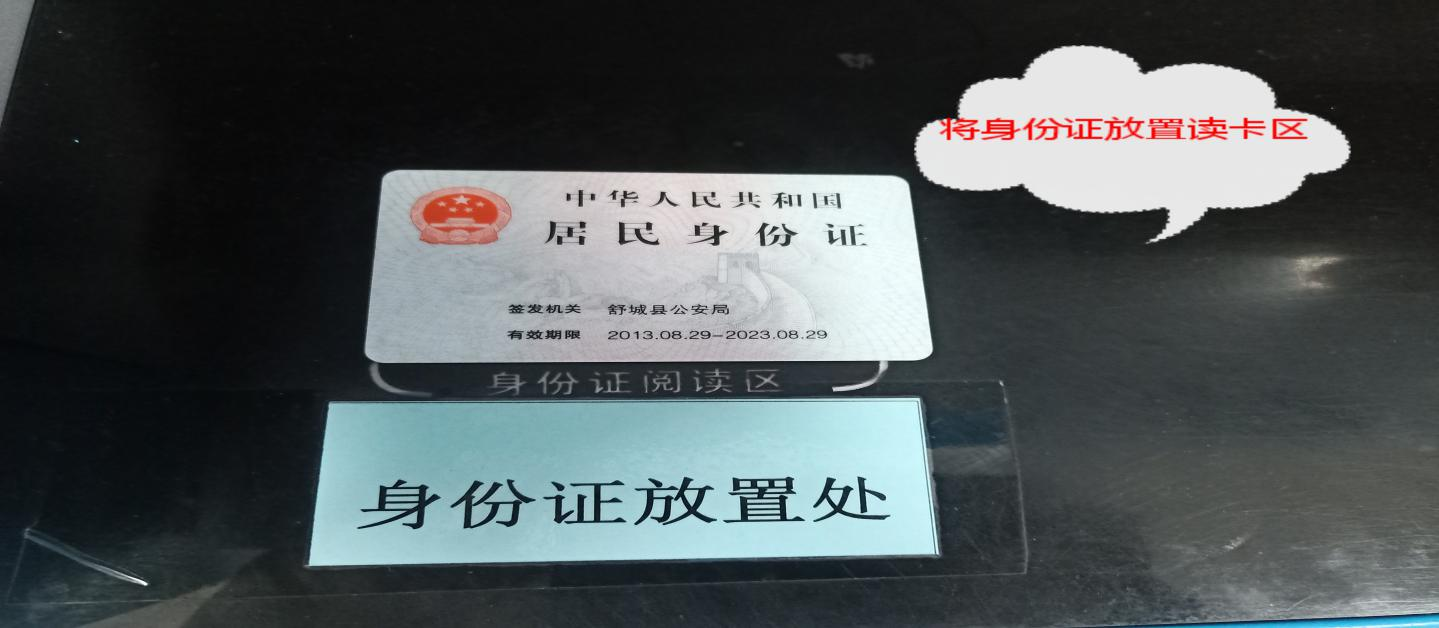 将身份证放置读卡区
中华人民共和国
居民身份证
签发机关 舒城县公安局
有效期限 2013.08.29-2023.08.29
身份证阅读区
身份证放置处